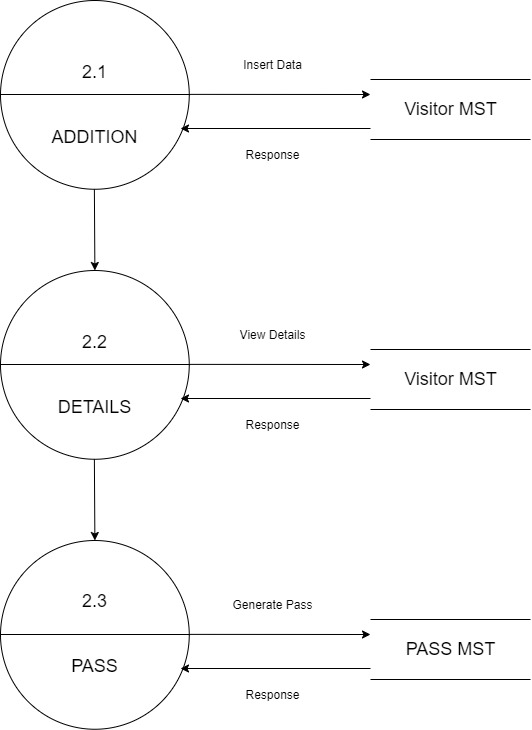 2.1
ADDITION
Insert Data
Visitor MST
Response
2.2
DETAILS
View Details
Visitor MST
Response
2.3
PASS
Generate Pass
PASS MST
Response